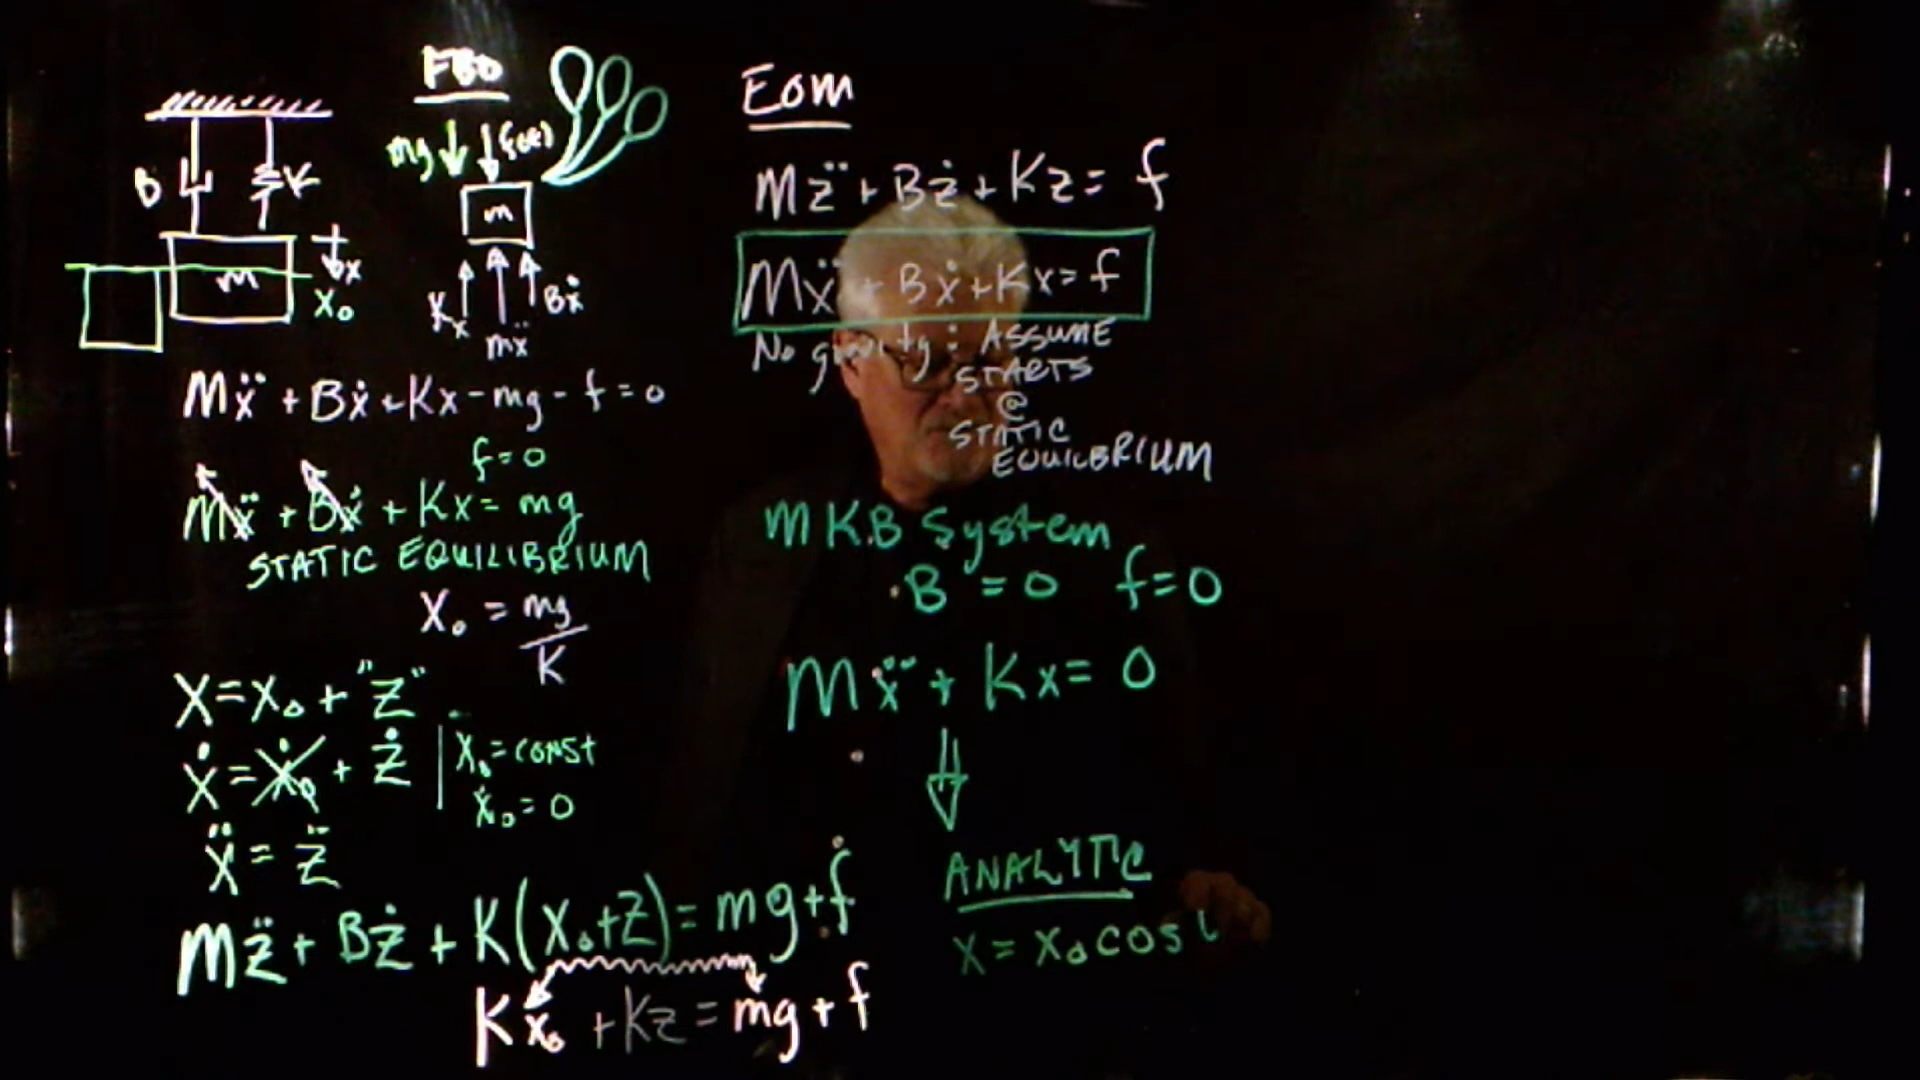 FBD
mg f(t)
B K
m
m
x
x₀
Kx mẍ Bẋ
Mẍ + Bẋ + Kx - mg - f = 0
f = 0
Mẍ + Bẋ + Kx = mg
STATIC EQUILIBRIUM
X₀ = mg/K
X = X₀ + "Z"
Ẋ = Ẋ₀ + Ż
X₀ = CONST
Ẋ₀ = 0
Ẍ = Z̈
Mz̈ + Bż + K(X₀+Z) = mg + f
Kx₀ + Kz = mg + f
EOM
Mz̈ + Bż + Kz = f
Mẍ + Bẋ + Kx = f
No gravity: ASSUME
STARTS
@
STATIC
EQUILBRIUM
MKB System
B = 0 f = 0
Mẍ + Kx = 0
ANALYTIC
x = x₀ cos